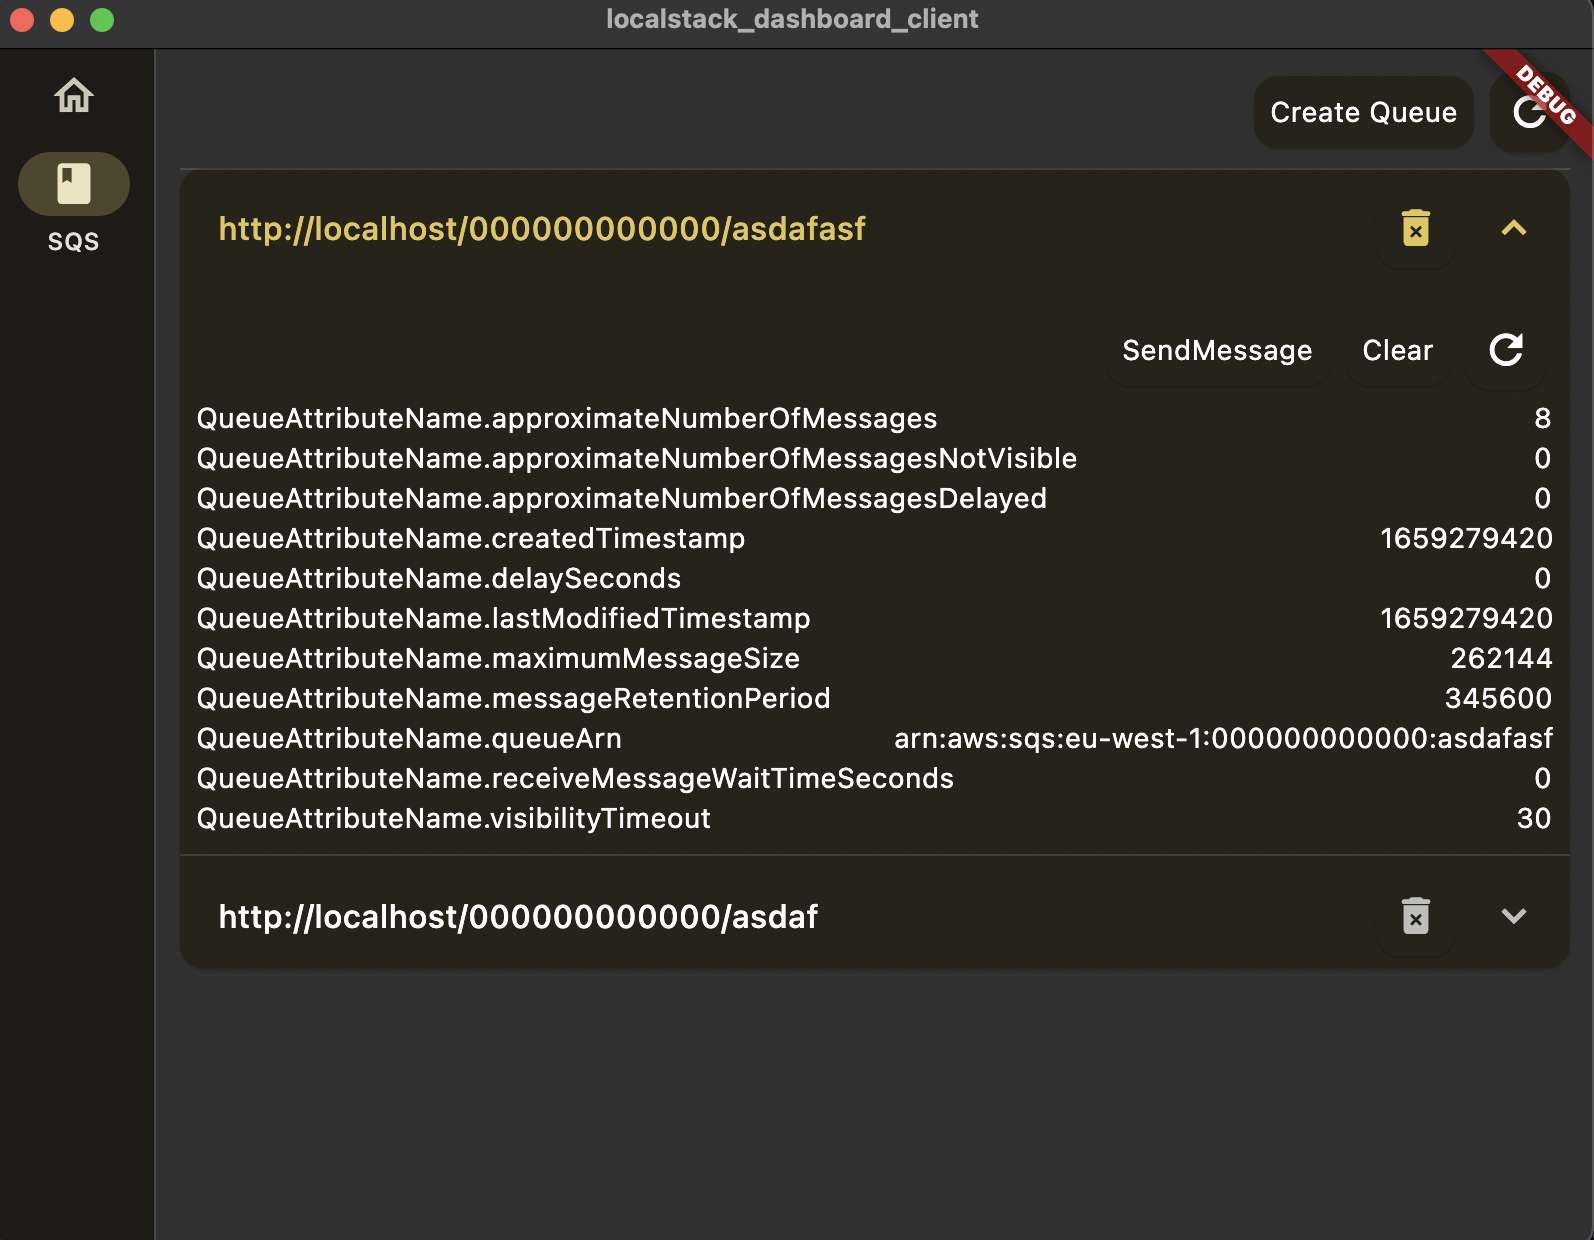 localstack_dashboard_client
DEBUG
Create Queue
SQS
http://localhost/000000000000/asdafasf
SendMessage Clear
QueueAttributeName.approximateNumberOfMessages 8
QueueAttributeName.approximateNumberOfMessagesNotVisible 0
QueueAttributeName.approximateNumberOfMessagesDelayed 0
QueueAttributeName.createdTimestamp 1659279420
QueueAttributeName.delaySeconds 0
QueueAttributeName.lastModifiedTimestamp 1659279420
QueueAttributeName.maximumMessageSize 262144
QueueAttributeName.messageRetentionPeriod 345600
QueueAttributeName.queueArn arn:aws:sqs:eu-west-1:000000000000:asdafasf
QueueAttributeName.receiveMessageWaitTimeSeconds 0
QueueAttributeName.visibilityTimeout 30
http://localhost/000000000000/asdaf